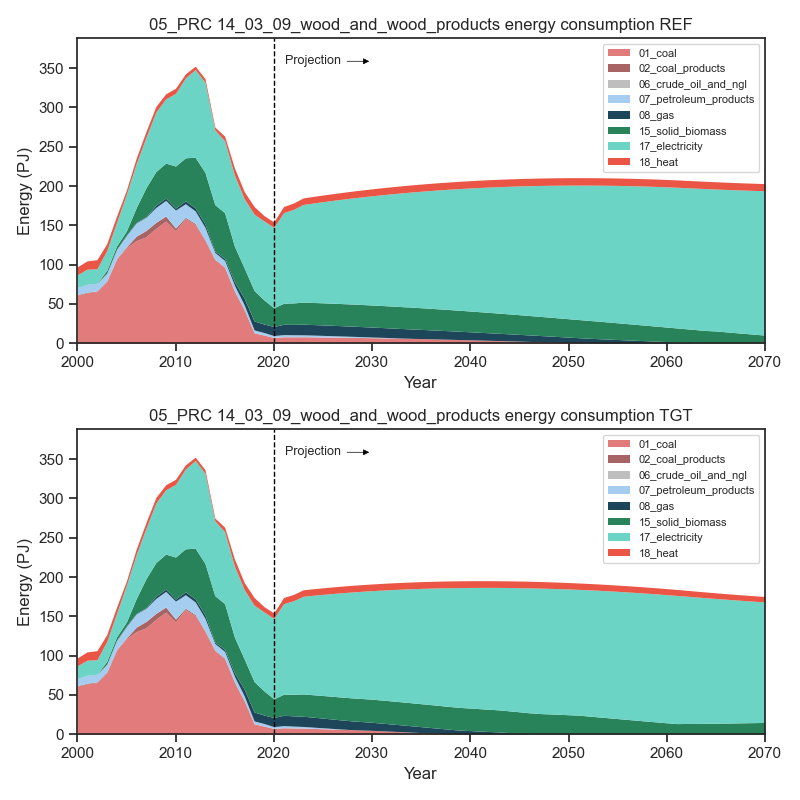 05_PRC 14_03_09_wood_and_wood_products energy consumption REF
Energy (PJ)
350
300
250
200
150
100
50
0
Projection
01_coal
02_coal_products
06_crude_oil_and_ngl
07_petroleum_products
08_gas
15_solid_biomass
17_electricity
18_heat
2000 2010 2020 2030 2040 2050 2060 2070
Year
05_PRC 14_03_09_wood_and_wood_products energy consumption TGT
Energy (PJ)
350
300
250
200
150
100
50
0
Projection
01_coal
02_coal_products
06_crude_oil_and_ngl
07_petroleum_products
08_gas
15_solid_biomass
17_electricity
18_heat
2000 2010 2020 2030 2040 2050 2060 2070
Year